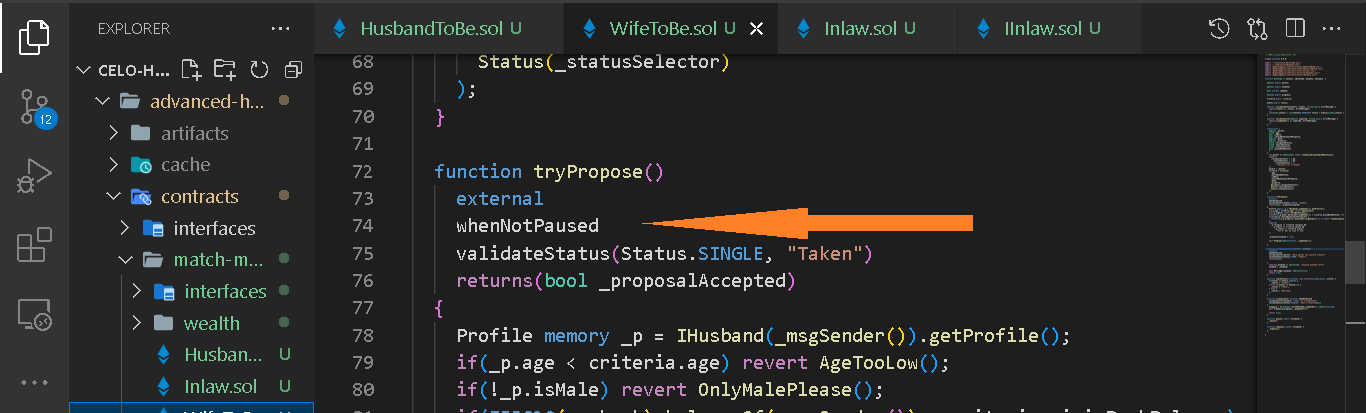 EXPLORER
HusbandToBe.sol U
WifeToBe.sol U
Inlaw.sol U
IInlaw.sol U
CELO-H...
advanced-h...
artifacts
cache
contracts
interfaces
match-m...
interfaces
wealth
Husban... U
Inlaw.sol U
12
68 Status(_statusSelector)
69 );
70 }
71
72 function tryPropose()
73 external
74 whenNotPaused
75 validateStatus(Status.SINGLE, "Taken")
76 returns(bool _proposalAccepted)
77 {
78 Profile memory _p = IHusband(_msgSender()).getProfile();
79 if(_p.age < criteria.age) revert AgeTooLow();
80 if(!_p.isMale) revert OnlyMalePlease();